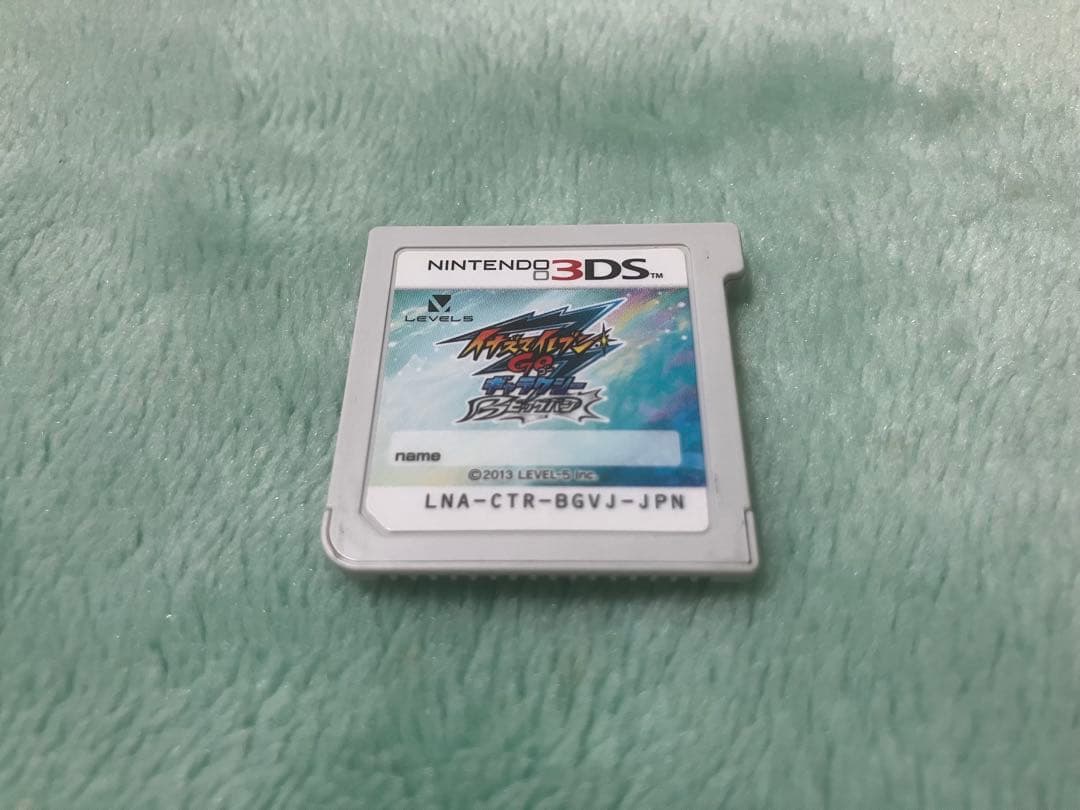 NINTENDO 3DS™
LEVEL5
イナズマイレブン
GO
ギャラクシー
ビッグバン
name
©2013 LEVEL-5 Inc.
LNA-CTR-BGVJ-JPN